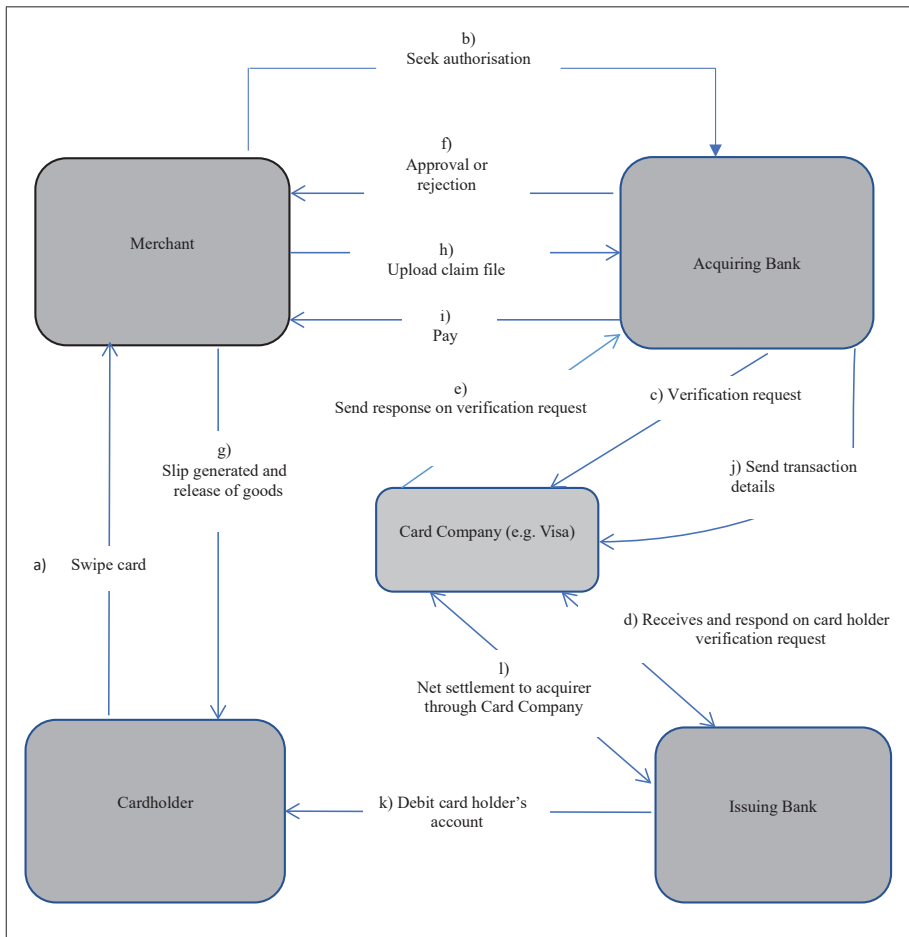 b)
Seek authorisation
f)
Approval or
rejection
Merchant
h)
Upload claim file
Acquiring Bank
i)
Pay
e)
Send response on verification request
c) Verification request
g)
Slip generated and
release of goods
j) Send transaction
details
Card Company (e.g. Visa)
a) Swipe card
d) Receives and respond on card holder
verification request
l)
Net settlement to acquirer
through Card Company
Cardholder
k) Debit card holder’s
account
Issuing Bank